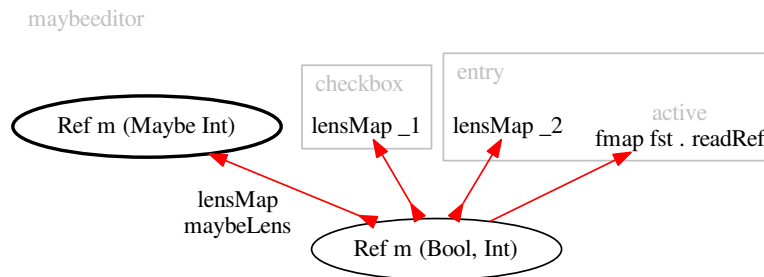 maybeeditor
checkbox
entry
active
Ref m (Maybe Int)
lensMap _1
lensMap _2
fmap fst . readRef
lensMap
maybeLens
Ref m (Bool, Int)